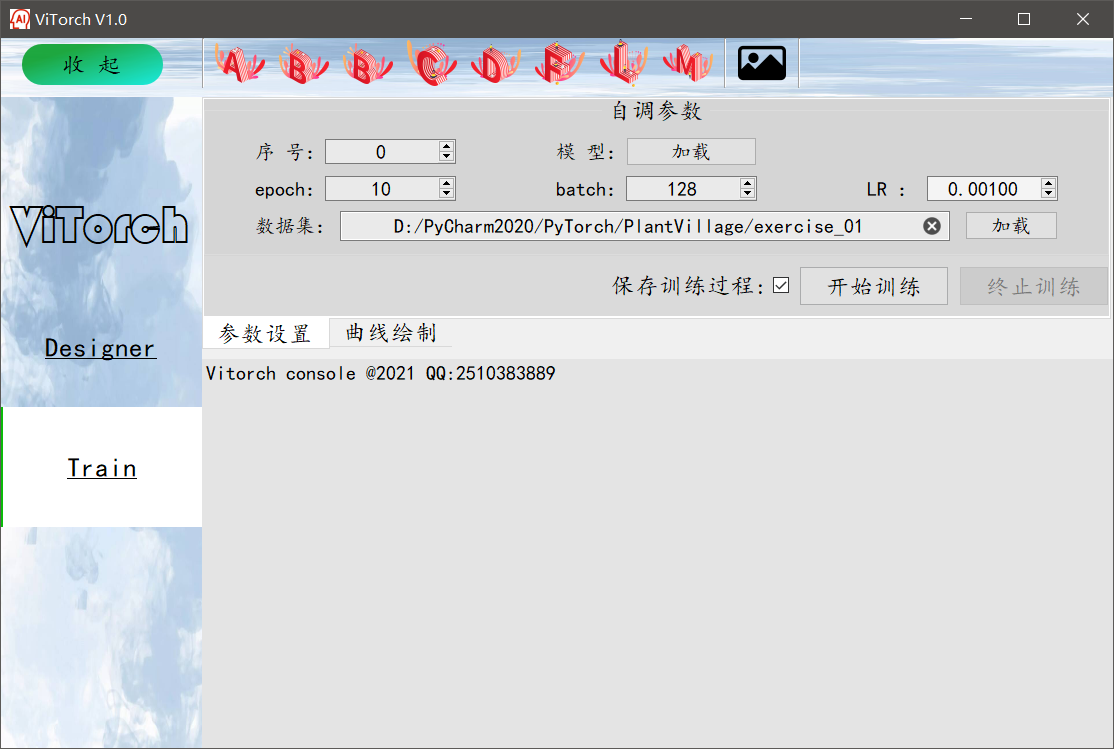 ViTorch V1.0
收 起
A B B C D F L M
自调参数
序 号: 0 模 型: 加载
epoch: 10 batch: 128 LR : 0.00100
数据集: D:/PyCharm2020/PyTorch/PlantVillage/exercise_01 加载
保存训练过程: 开始训练 终止训练
参数设置 曲线绘制
Vitorch console @2021 QQ:2510383889
ViTorch
Designer
Train